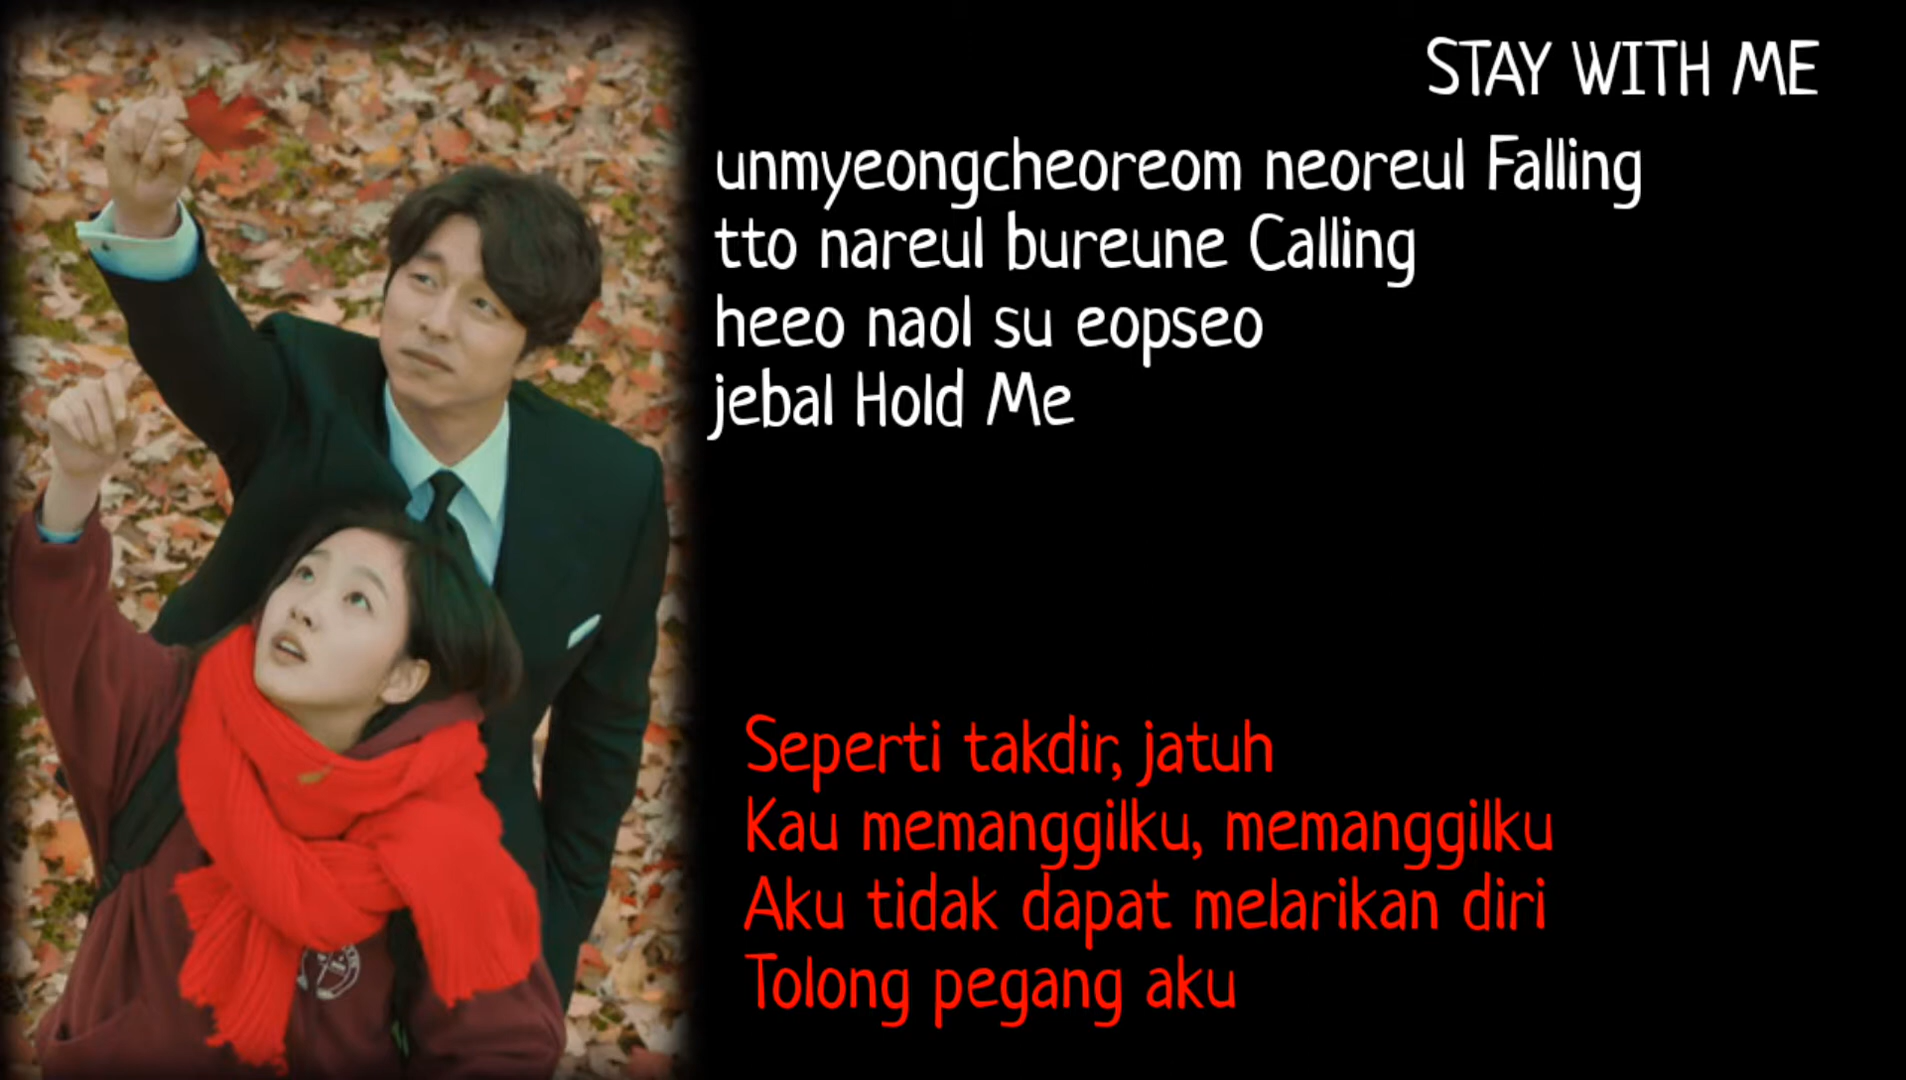 STAY WITH ME
unmyeongcheoreom neoreul Falling
tto nareul bureune Calling
heeo naol su eopseo
jebal Hold Me
Seperti takdir, jatuh
Kau memanggilku, memanggilku
Aku tidak dapat melarikan diri
Tolong pegang aku